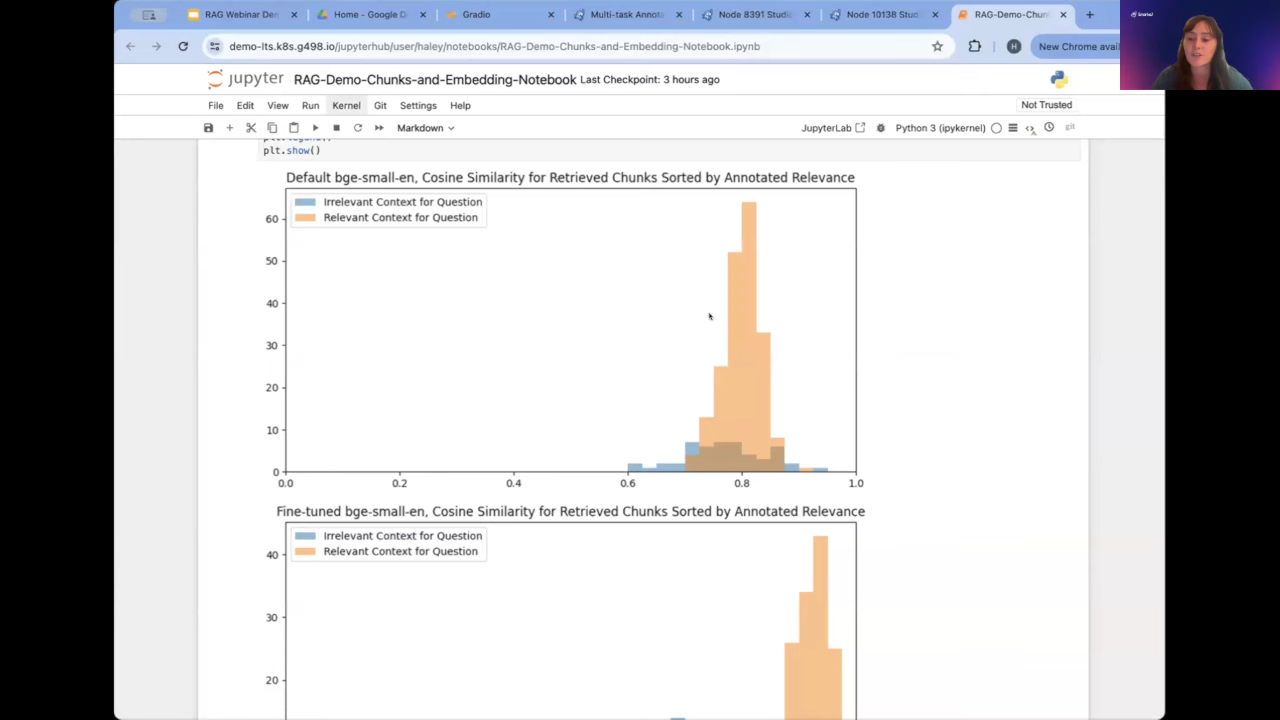 RAG Webinar Den
Home - Google D
Gradio
Multi-task Annota
Node 8391 Studi
Node 10138 Stud
RAG-Demo-Chun
demo-lts.k8s.g498.io/jupyterhub/user/haley/notebooks/RAG-Demo-Chunks-and-Embedding-Notebook.ipynb
H
New Chrome avai
jupyter RAG-Demo-Chunks-and-Embedding-Notebook Last Checkpoint: 3 hours ago
File Edit View Run Kernel Git Settings Help
Not Trusted
Markdown
JupyterLab
Python 3 (ipykernel)
git
plt.show()
Default bge-small-en, Cosine Similarity for Retrieved Chunks Sorted by Annotated Relevance
Irrelevant Context for Question
Relevant Context for Question
60
50
40
30
20
10
0
0.0 0.2 0.4 0.6 0.8 1.0
Fine-tuned bge-small-en, Cosine Similarity for Retrieved Chunks Sorted by Annotated Relevance
Irrelevant Context for Question
Relevant Context for Question
40
30
20